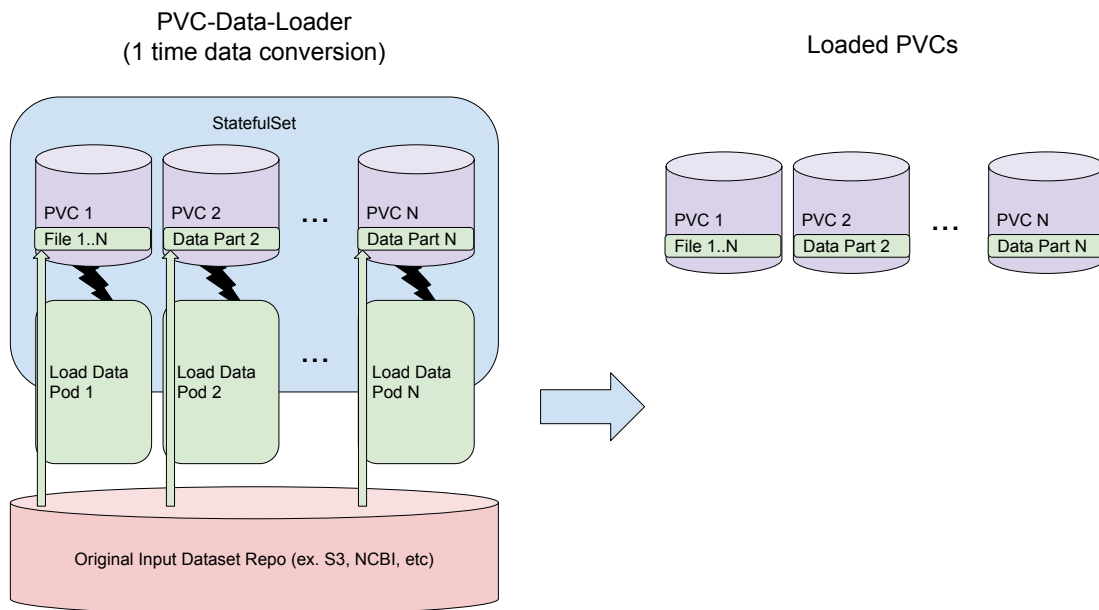 PVC-Data-Loader
(1 time data conversion)
Loaded PVCs
StatefulSet
PVC 1
PVC 2
...
PVC N
File 1..N
Data Part 2
Data Part N
Load Data
Pod 1
Load Data
Pod 2
...
Load Data
Pod N
Original Input Dataset Repo (ex. S3, NCBI, etc)
PVC 1
PVC 2
...
PVC N
File 1..N
Data Part 2
Data Part N